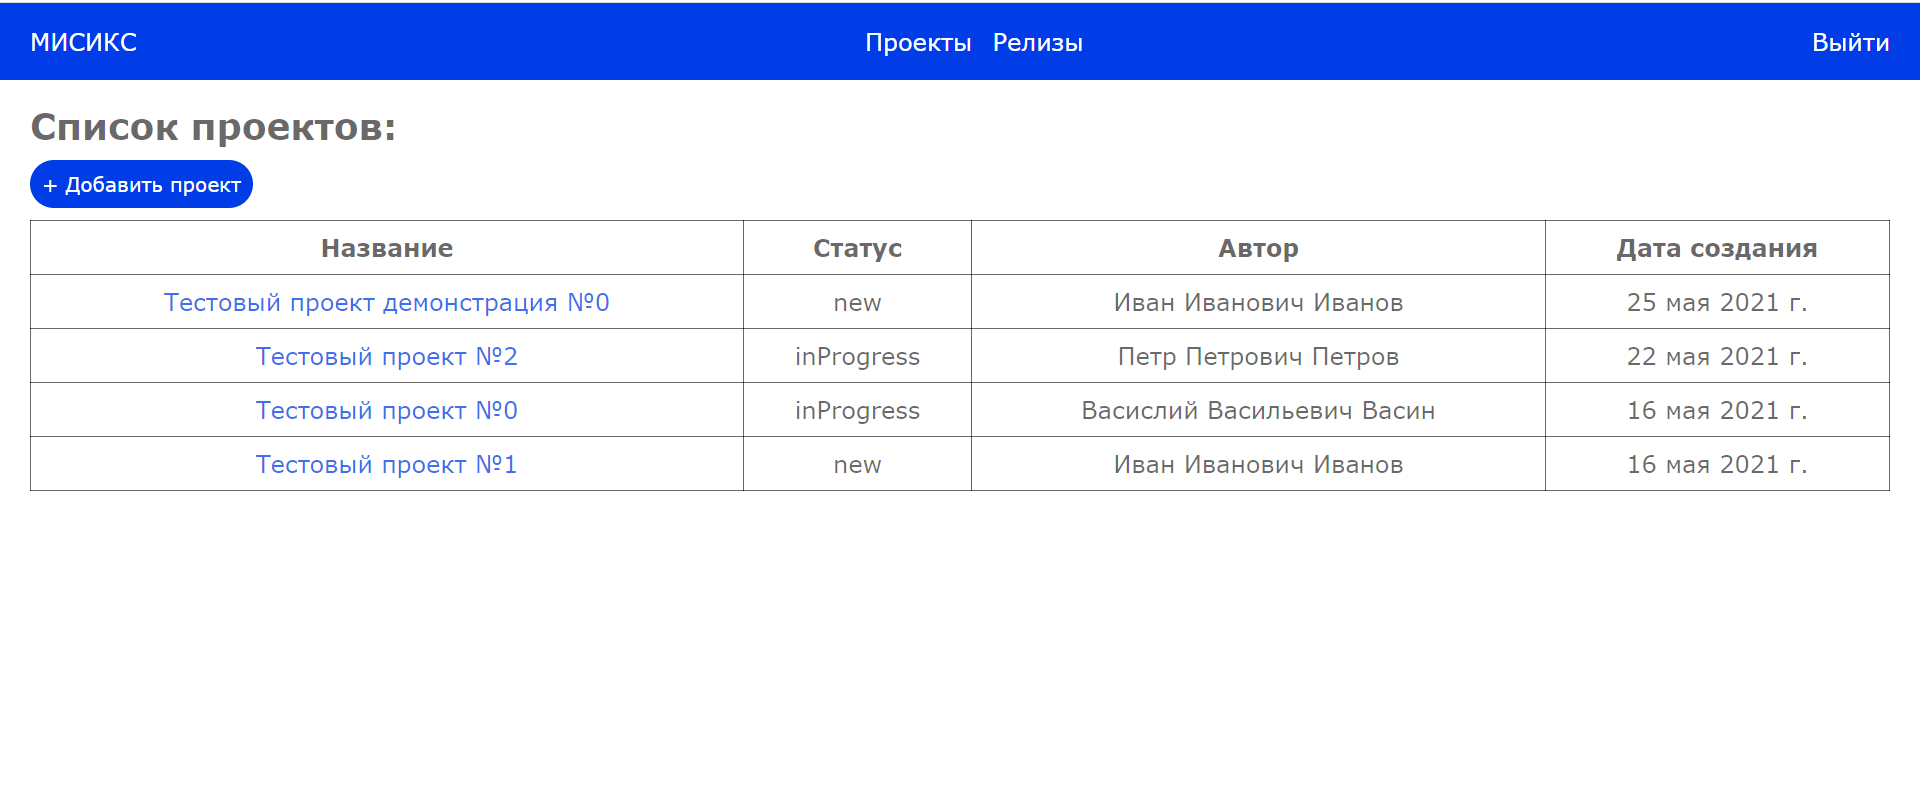 МИСИКС Проекты Релизы Выйти
Список проектов:
+ Добавить проект
Название Статус Автор Дата создания
Тестовый проект демонстрация №0 new Иван Иванович Иванов 25 мая 2021 г.
Тестовый проект №2 inProgress Петр Петрович Петров 22 мая 2021 г.
Тестовый проект №0 inProgress Васислий Васильевич Васин 16 мая 2021 г.
Тестовый проект №1 new Иван Иванович Иванов 16 мая 2021 г.